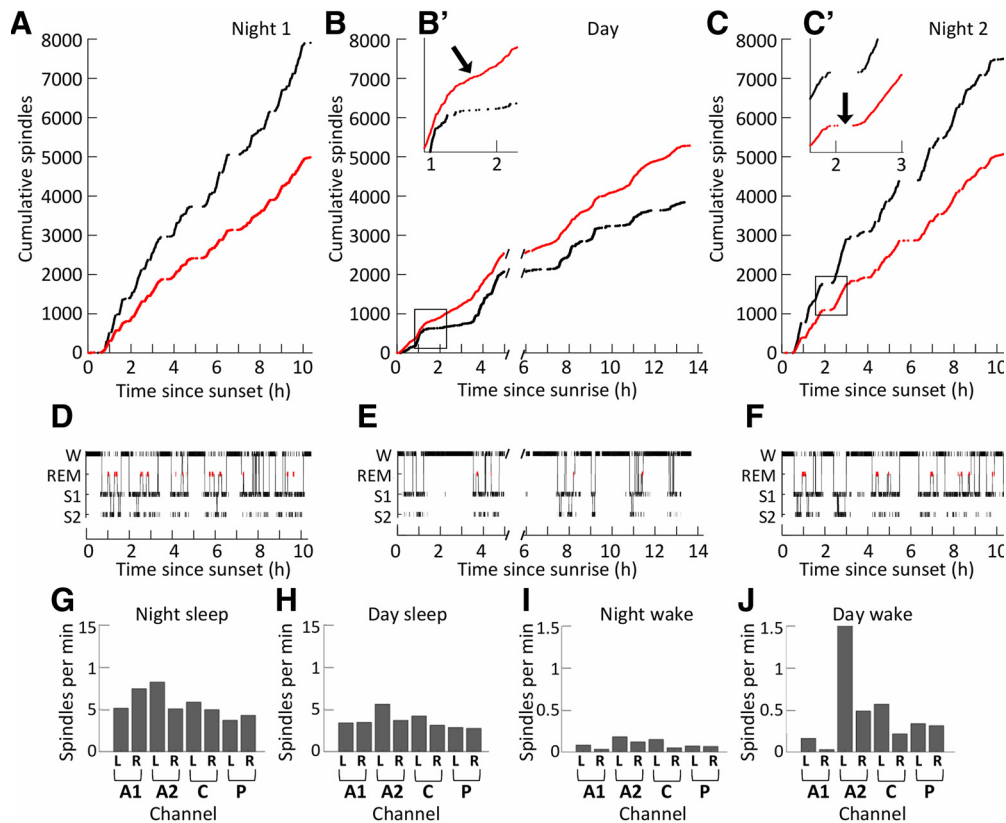 A Night 1
B B’ Day
C C’ Night 2
Cumulative spindles
8000
7000
6000
5000
4000
3000
2000
1000
0
0 2 4 6 8 10
Time since sunset (h)
Cumulative spindles
8000
7000
6000
5000
4000
3000
2000
1000
0
1 2
0 2 4 6 8 10 12 14
Time since sunrise (h)
Cumulative spindles
8000
7000
6000
5000
4000
3000
2000
1000
0
2 3
0 2 4 6 8 10
Time since sunset (h)
D
W
REM
S1
S2
0 2 4 6 8 10
Time since sunset (h)
E
W
REM
S1
S2
0 2 4 6 8 10 12 14
Time since sunrise (h)
F
W
REM
S1
S2
0 2 4 6 8 10
Time since sunset (h)
G Night sleep
Spindles per min
15
1
5
0
L R L R L R L R
A1 A2 C P
Channel
H Day sleep
Spindles per min
15
1
5
0
L R L R L R L R
A1 A2 C P
Channel
I Night wake
Spindles per min
1.5
1
0.5
0
L R L R L R L R
A1 A2 C P
Channel
J Day wake
Spindles per min
1.5
1
0.5
0
L R L R L R L R
A1 A2 C P
Channel